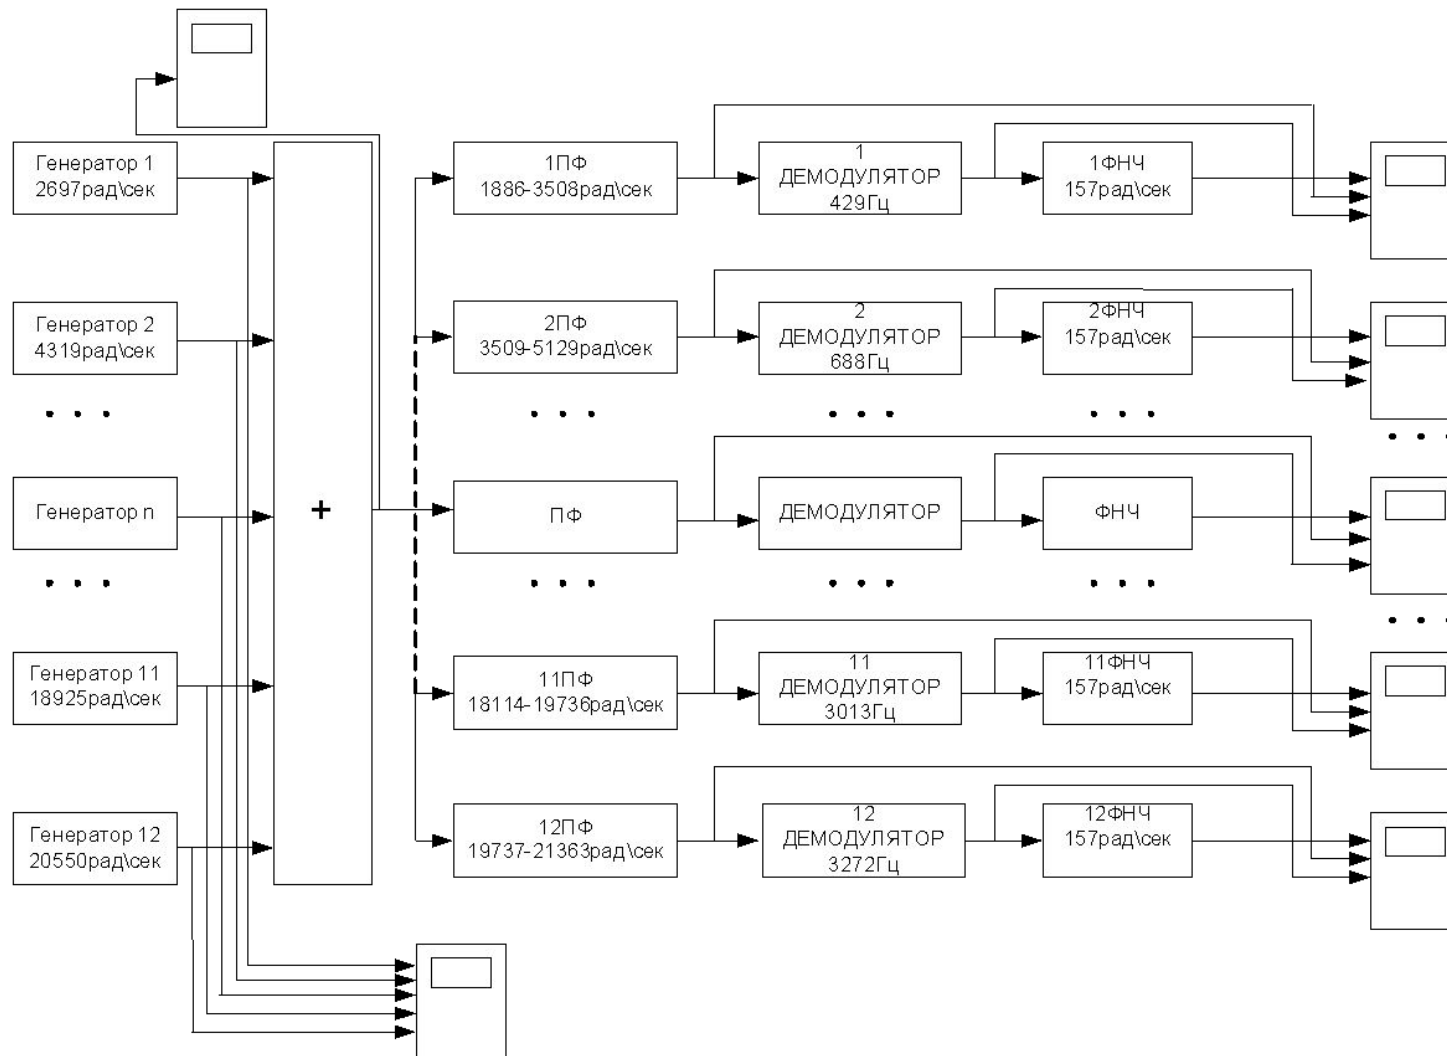 Генератор 1
2697рад\сек
1ПФ
1886-3508рад\сек
1
ДЕМОДУЛЯТОР
429Гц
1ФНЧ
157рад\сек
Генератор 2
4319рад\сек
2ПФ
3509-5129рад\сек
2
ДЕМОДУЛЯТОР
688Гц
2ФНЧ
157рад\сек
Генератор n
+
ПФ
ДЕМОДУЛЯТОР
ФНЧ
Генератор 11
18925рад\сек
11ПФ
18114-19736рад\сек
11
ДЕМОДУЛЯТОР
3013Гц
11ФНЧ
157рад\сек
Генератор 12
20550рад\сек
12ПФ
19737-21363рад\сек
12
ДЕМОДУЛЯТОР
3272Гц
12ФНЧ
157рад\сек